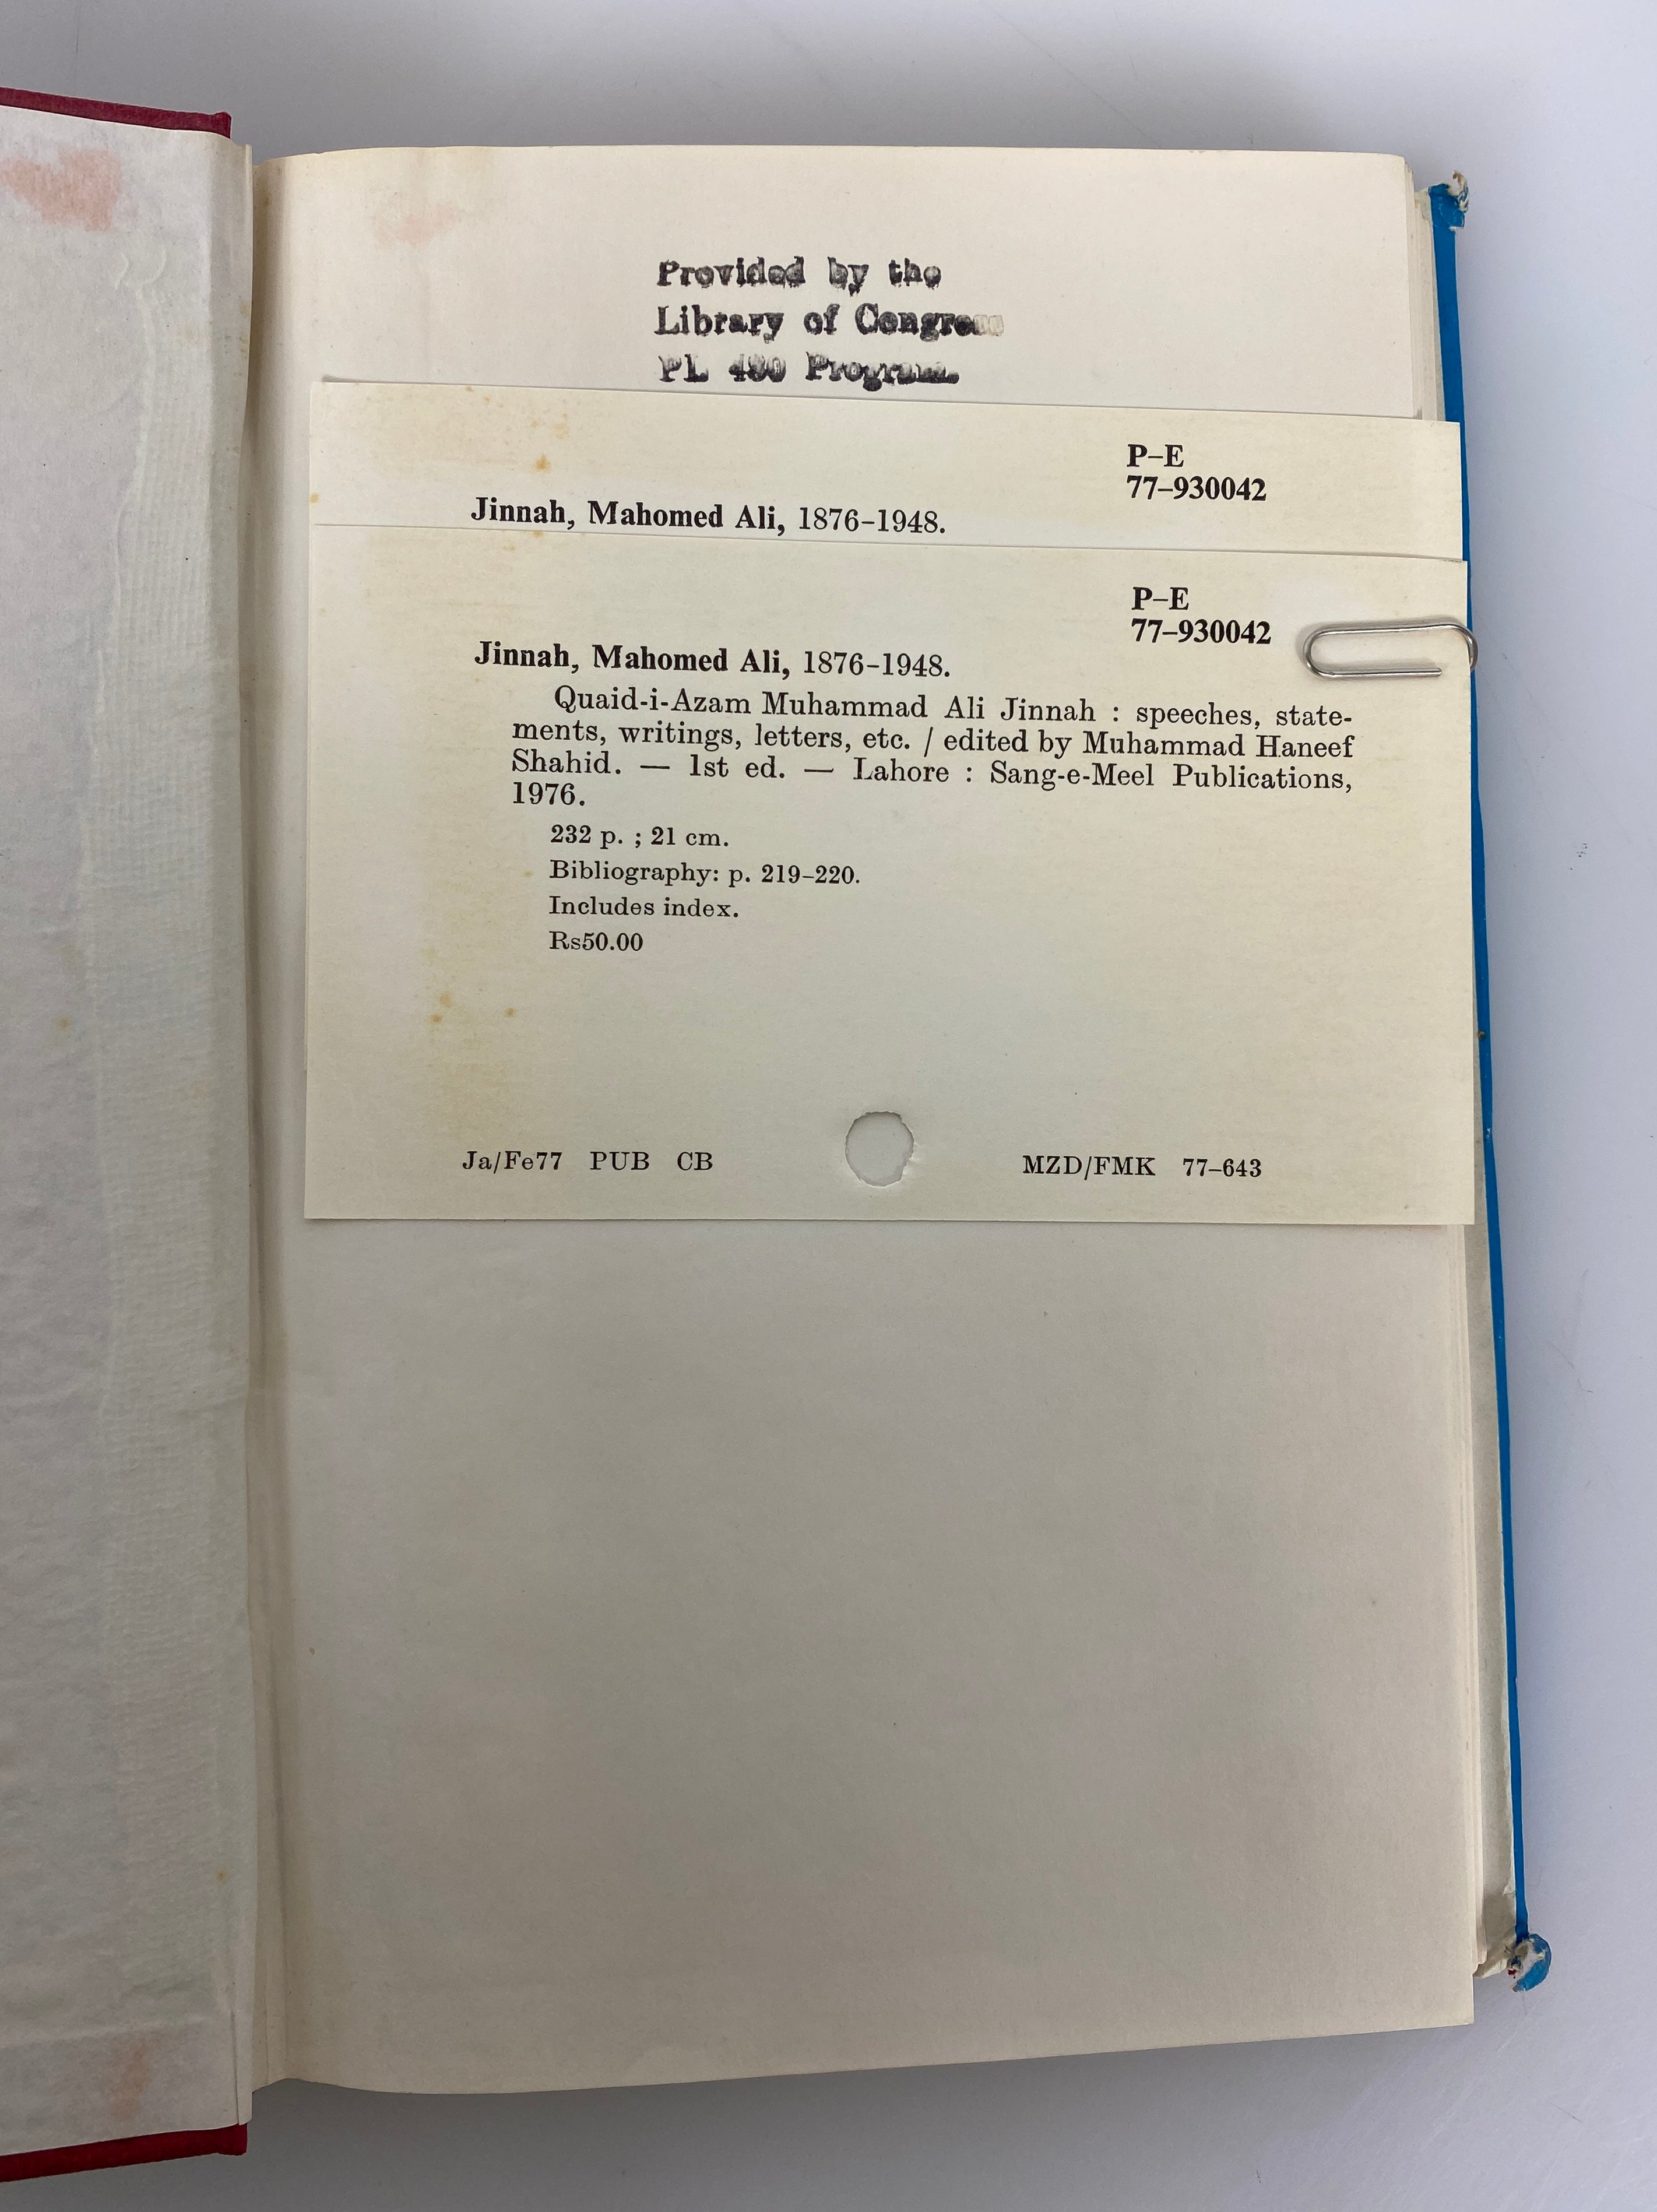 Provided by the
Library of Congress
PL 480 Program.
P–E
77–930042
Jinnah, Mahomed Ali, 1876–1948.
P–E
77–930042
Jinnah, Mahomed Ali, 1876–1948.
Quaid-i-Azam Muhammad Ali Jinnah : speeches, state-
ments, writings, letters, etc. / edited by Muhammad Haneef
Shahid. — 1st ed. — Lahore : Sang-e-Meel Publications,
1976.
232 p. ; 21 cm.
Bibliography: p. 219–220.
Includes index.
Rs50.00
Ja/Fe77 PUB CB MZD/FMK 77–643